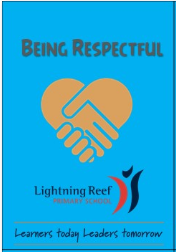 BEING RESPECTFUL
Lightning Reef
PRIMARY SCHOOL
Learners today Leaders tomorrow